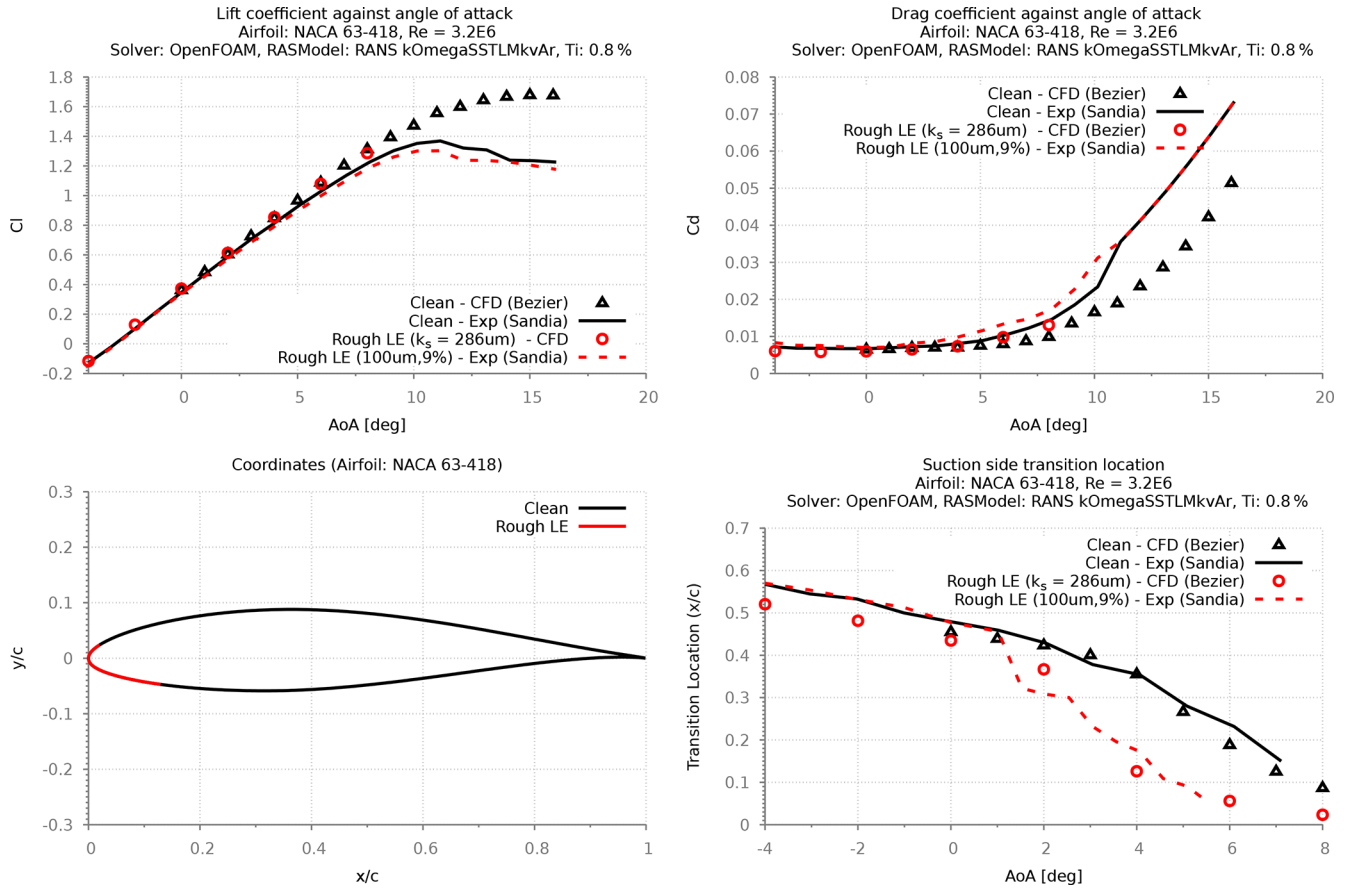 Lift coefficient against angle of attack
Airfoil: NACA 63-418, Re = 3.2E6
Solver: OpenFOAM, RASModel: RANS kOmegaSSTLMkvAr, Ti: 0.8 %
1.8
1.6
1.4
1.2
1
0.8
0.6
0.4
0.2
0
-0.2
Cl
Clean - CFD (Bezier)
Clean - Exp (Sandia)
Rough LE (ks = 286um) - CFD
Rough LE (100um,9%) - Exp (Sandia)
0 5 10 15 20
AoA [deg]
Drag coefficient against angle of attack
Airfoil: NACA 63-418, Re = 3.2E6
Solver: OpenFOAM, RASModel: RANS kOmegaSSTLMkvAr, Ti: 0.8 %
0.08
0.07
0.06
0.05
0.04
0.03
0.02
0.01
0
Cd
Clean - CFD (Bezier)
Clean - Exp (Sandia)
Rough LE (ks = 286um) - CFD (Bezier)
Rough LE (100um,9%) - Exp (Sandia)
0 5 10 15 20
AoA [deg]
Coordinates (Airfoil: NACA 63-418)
0.3
0.2
0.1
0
-0.1
-0.2
-0.3
y/c
Clean
Rough LE
0 0.2 0.4 0.6 0.8 1
x/c
Suction side transition location
Airfoil: NACA 63-418, Re = 3.2E6
Solver: OpenFOAM, RASModel: RANS kOmegaSSTLMkvAr, Ti: 0.8 %
0.7
0.6
0.5
0.4
0.3
0.2
0.1
0
Transition Location (x/c)
Clean - CFD (Bezier)
Clean - Exp (Sandia)
Rough LE (ks = 286um) - CFD (Bezier)
Rough LE (100um,9%) - Exp (Sandia)
-4 -2 0 2 4 6 8
AoA [deg]